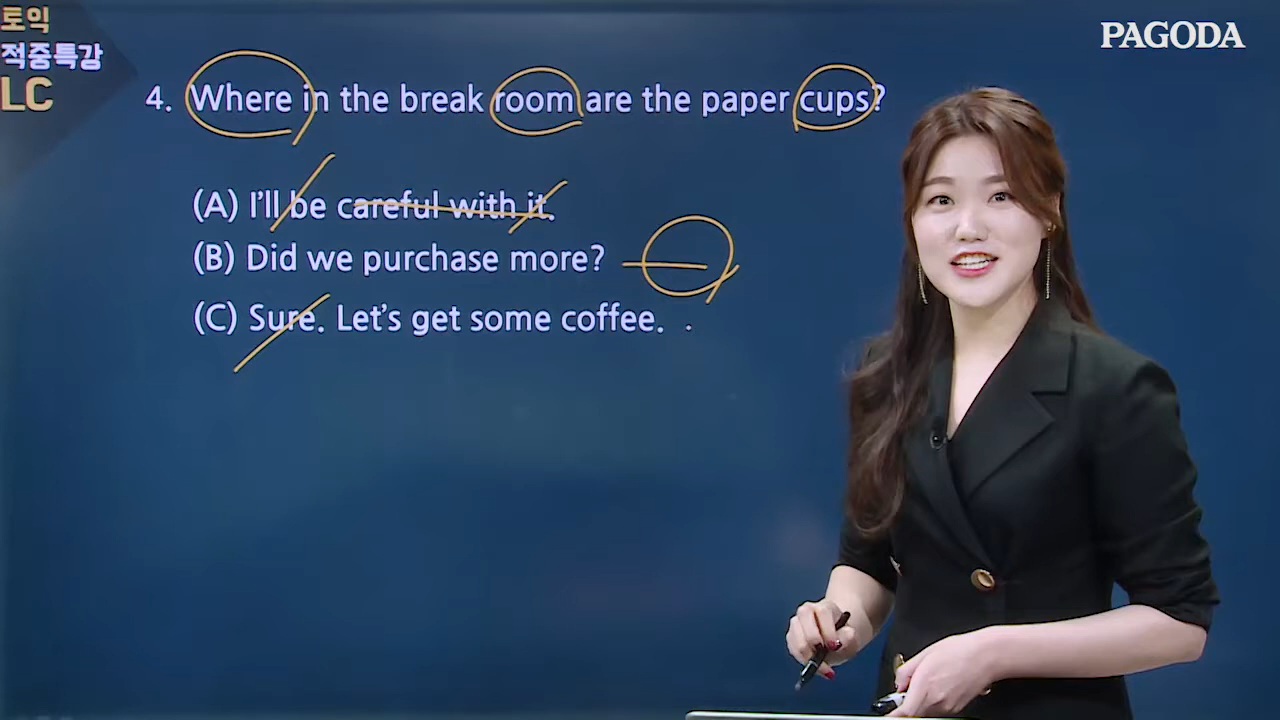 토익
적중특강
LC
PAGODA
4. Where in the break room are the paper cups?
(A) I'll be careful with it.
(B) Did we purchase more?
(C) Sure. Let's get some coffee.